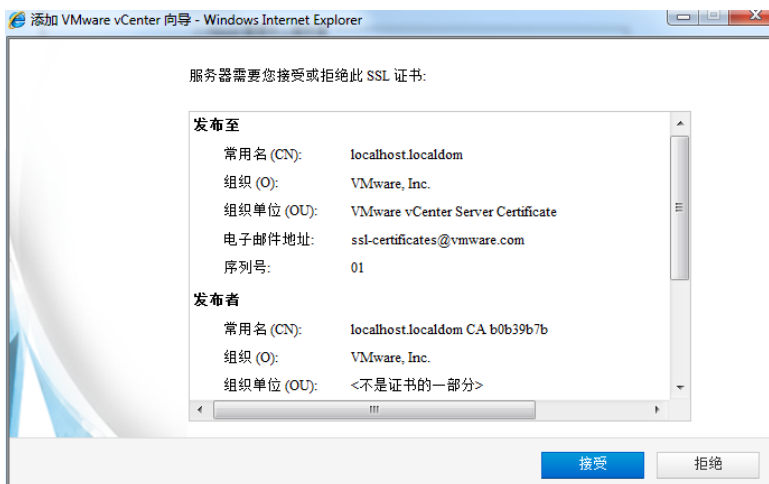 添加 VMware vCenter 向导 - Windows Internet Explorer
服务器需要您接受或拒绝此 SSL 证书:
发布至
常用名 (CN): localhost.localdom
组织 (O): VMware, Inc.
组织单位 (OU): VMware vCenter Server Certificate
电子邮件地址: ssl-certificates@vmware.com
序列号: 01
发布者
常用名 (CN): localhost.localdom CA b0b39b7b
组织 (O): VMware, Inc.
组织单位 (OU): <不是证书的一部分>
接受 拒绝